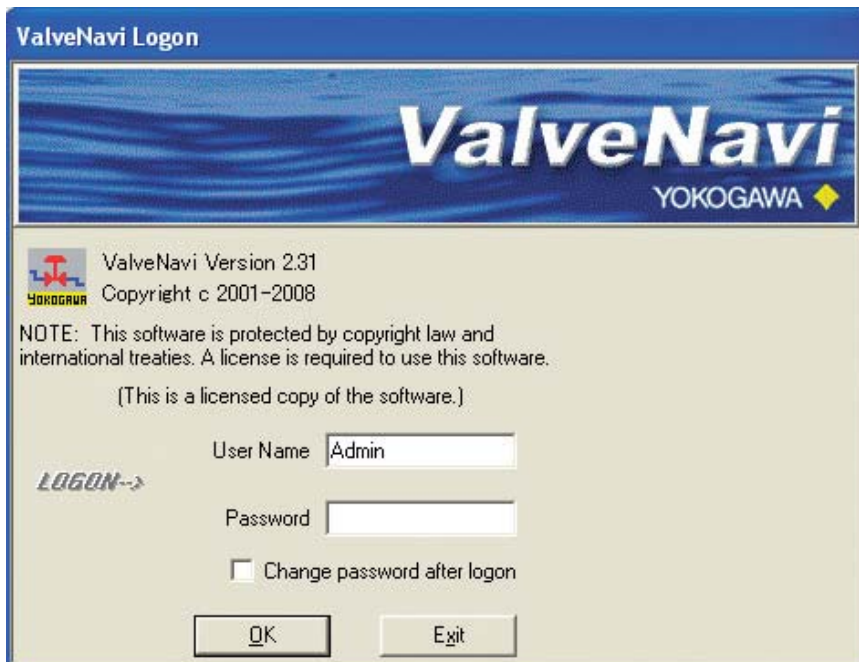 ValveNavi Logon
ValveNavi
YOKOGAWA
ValveNavi Version 2.31
YOKOGAWA
Copyright c 2001-2008
NOTE: This software is protected by copyright law and
international treaties. A license is required to use this software.
(This is a licensed copy of the software.)
User Name Admin
LOGON-->
Password
Change password after logon
OK Exit